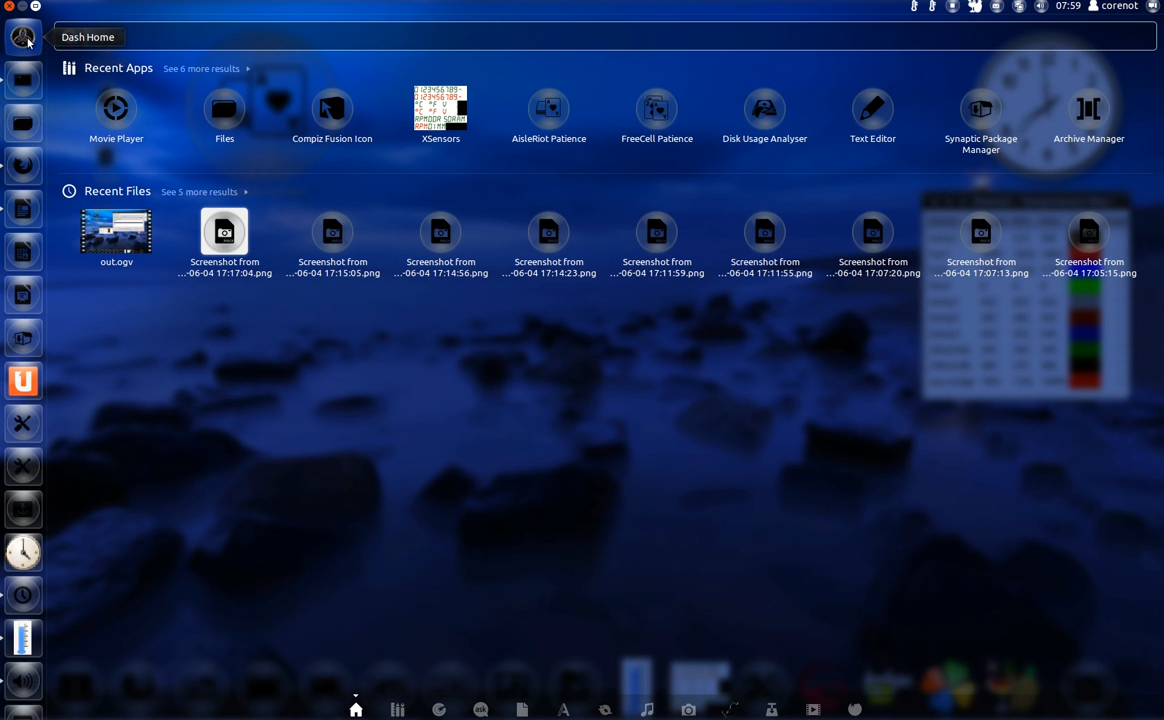 07:59
corenot
Dash Home
Recent Apps
See 6 more results
Movie Player
Files
Compiz Fusion Icon
XSensors
AisleRiot Patience
FreeCell Patience
Disk Usage Analyser
Text Editor
Synaptic Package
Manager
Archive Manager
0123456789-
0123456789-
°C °F V
°C °F V
RPM
RPM
Recent Files
See 5 more results
out.ogv
Screenshot from
...-06-04 17:17:04.png
Screenshot from
...-06-04 17:15:05.png
Screenshot from
...-06-04 17:14:56.png
Screenshot from
...-06-04 17:14:23.png
Screenshot from
...-06-04 17:11:59.png
Screenshot from
...-06-04 17:11:55.png
Screenshot from
...-06-04 17:07:20.png
Screenshot from
...-06-04 17:07:13.png
Screenshot from
...-06-04 17:05:15.png
U
ask
A